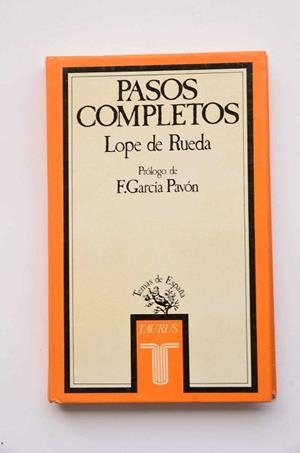 PASOS
COMPLETOS
Lope de Rueda
Prólogo de
F. García Pavón
Temas de España
TAURUS